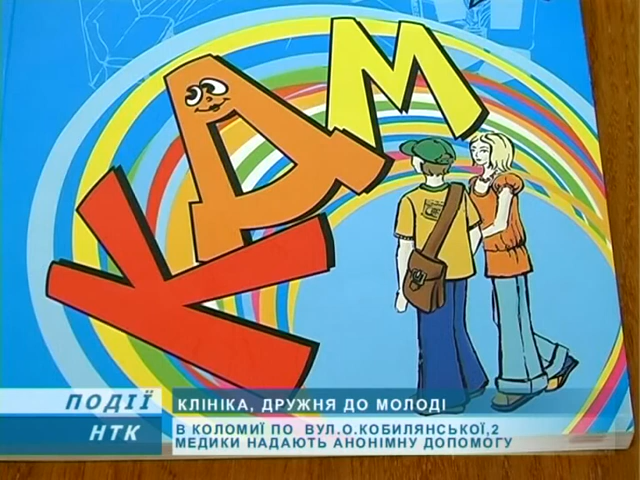 КДМ
ПОДІЇ
НТК
КЛІНІКА, ДРУЖНЯ ДО МОЛОДІ
В КОЛОМИЇ ПО ВУЛ.О.КОБИЛЯНСЬКОЇ,2
МЕДИКИ НАДАЮТЬ АНОНІМНУ ДОПОМОГУ